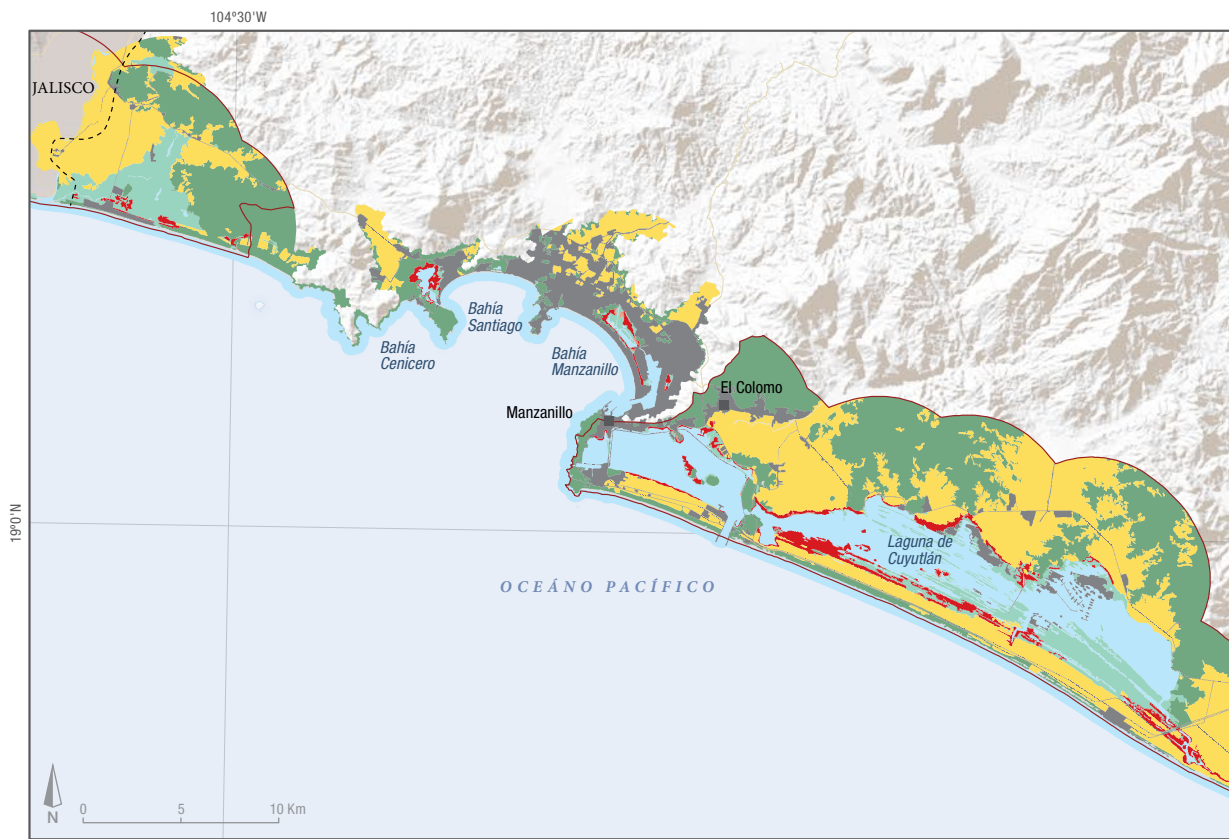 104°30'W
JALISCO
Bahía
Santiago
Bahía
Cenicero
Bahía
Manzanillo
El Colomo
Manzanillo
19°0'N
Laguna de
Cuyutlán
OCEÁNO PACÍFICO
N
0 5 10 Km